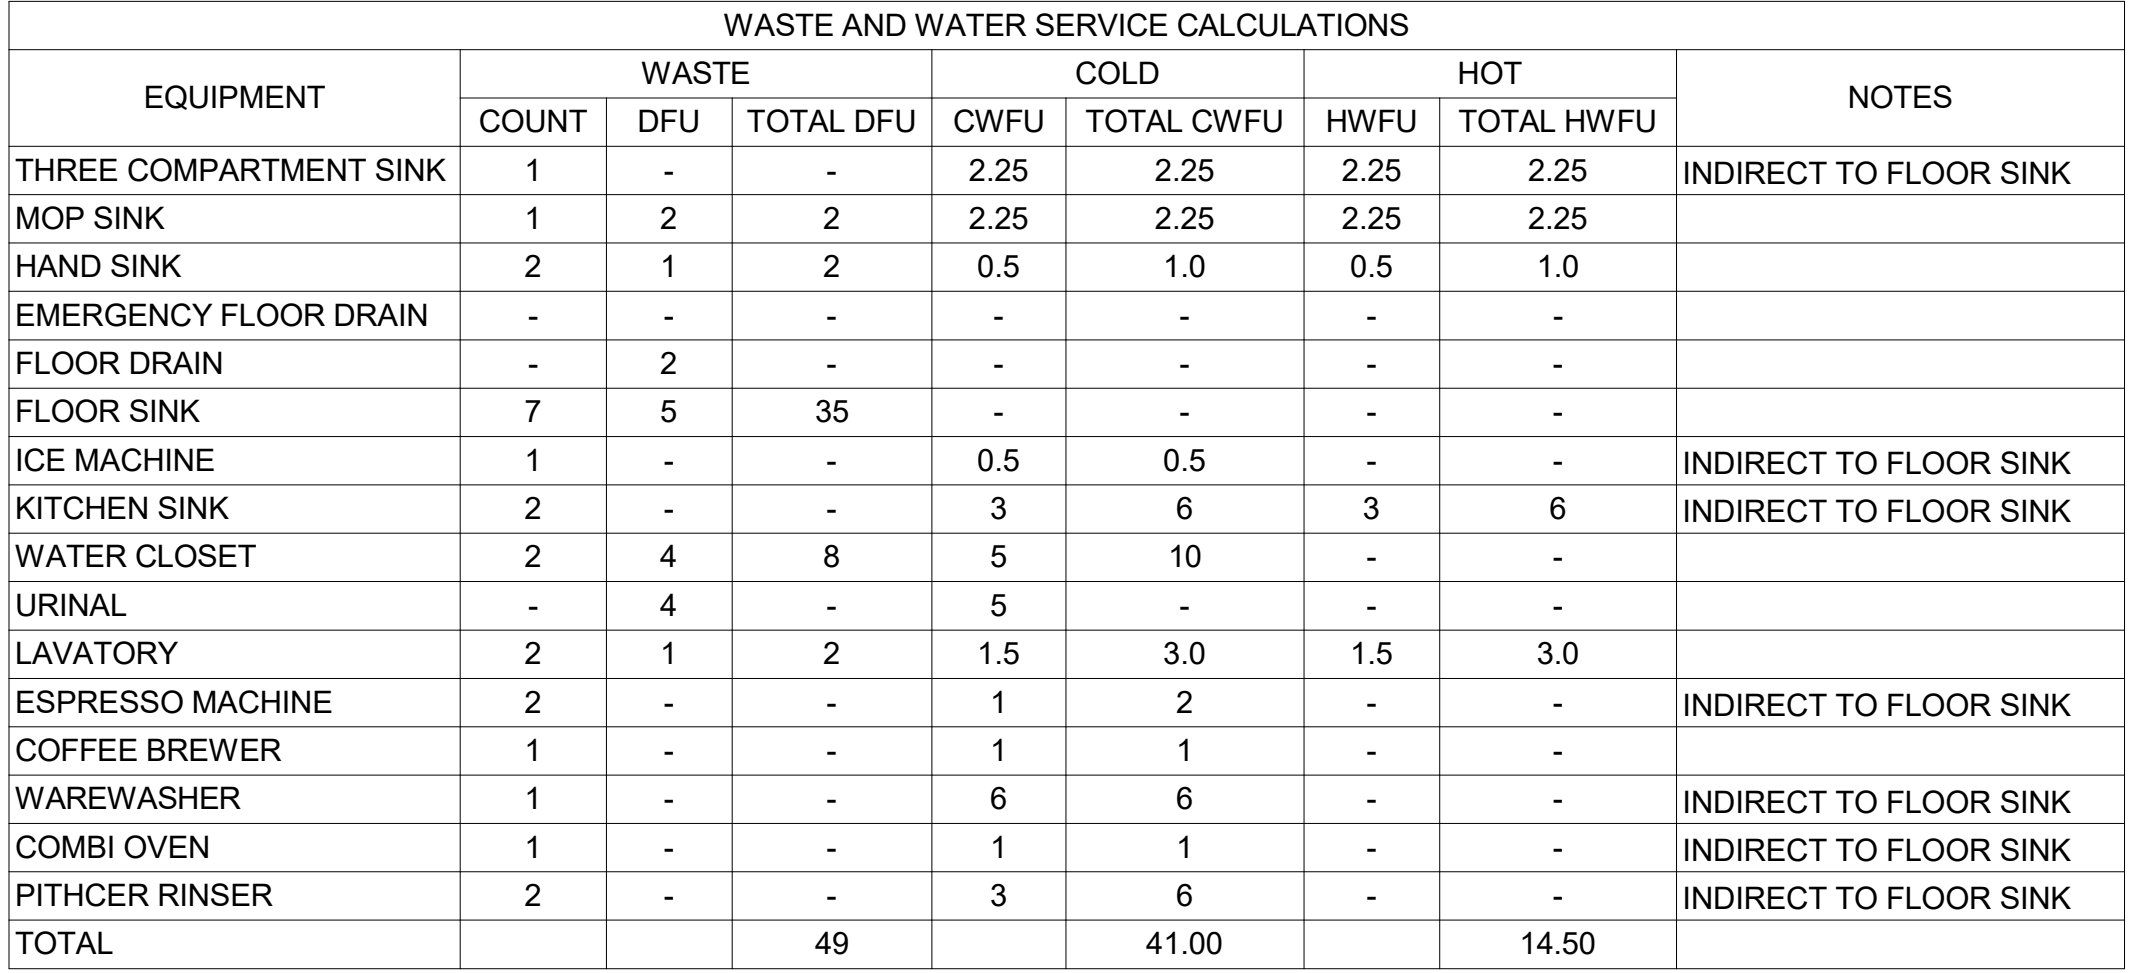 WASTE AND WATER SERVICE CALCULATIONS
EQUIPMENT WASTE COLD HOT NOTES
COUNT DFU TOTAL DFU CWFU TOTAL CWFU HWFU TOTAL HWFU
THREE COMPARTMENT SINK 1 - - 2.25 2.25 2.25 2.25 INDIRECT TO FLOOR SINK
MOP SINK 1 2 2 2.25 2.25 2.25 2.25
HAND SINK 2 1 2 0.5 1.0 0.5 1.0
EMERGENCY FLOOR DRAIN - - - - - - -
FLOOR DRAIN - 2 - - - - -
FLOOR SINK 7 5 35 - - - -
ICE MACHINE 1 - - 0.5 0.5 - - INDIRECT TO FLOOR SINK
KITCHEN SINK 2 - - 3 6 3 6 INDIRECT TO FLOOR SINK
WATER CLOSET 2 4 8 5 10 - -
URINAL - 4 - 5 - - -
LAVATORY 2 1 2 1.5 3.0 1.5 3.0
ESPRESSO MACHINE 2 - - 1 2 - - INDIRECT TO FLOOR SINK
COFFEE BREWER 1 - - 1 1 - -
WAREWASHER 1 - - 6 6 - - INDIRECT TO FLOOR SINK
COMBI OVEN 1 - - 1 1 - - INDIRECT TO FLOOR SINK
PITHCER RINSER 2 - - 3 6 - - INDIRECT TO FLOOR SINK
TOTAL 49 41.00 14.50